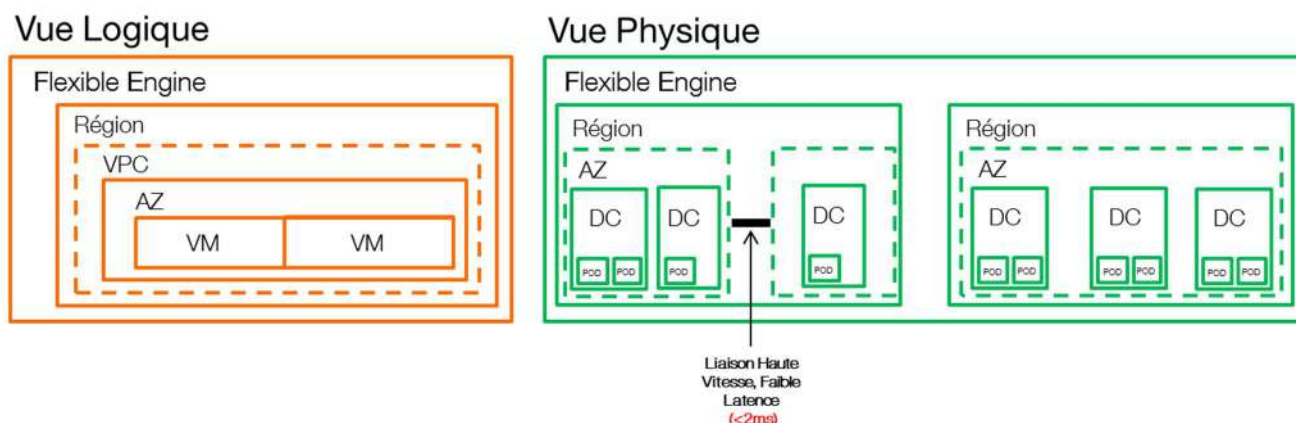 Vue Logique
Flexible Engine
Région
VPC
AZ
VM VM
Vue Physique
Flexible Engine
Région
AZ
DC DC DC
POD POD POD POD
Région
AZ
DC DC DC
POD POD POD POD POD POD
Liaison Haute
Vitesse, Faible
Latence
(<2ms)